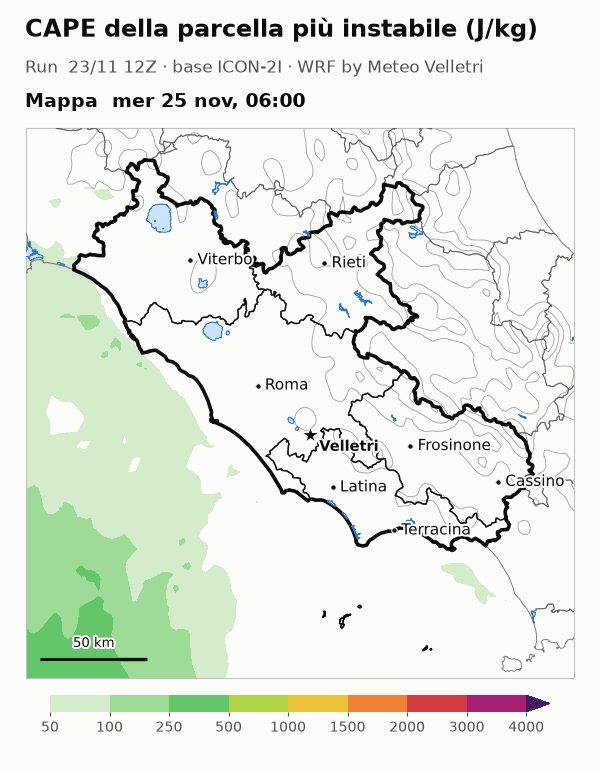 CAPE della parcella più instabile (J/kg)
Run  23/11 12Z · base ICON-2I · WRF by Meteo Velletri
Mappa  mer 25 nov, 06:00
Viterbo
Rieti
Roma
Velletri
Frosinone
Cassino
Latina
Terracina
50 km
50 100 250 500 1000 1500 2000 3000 4000